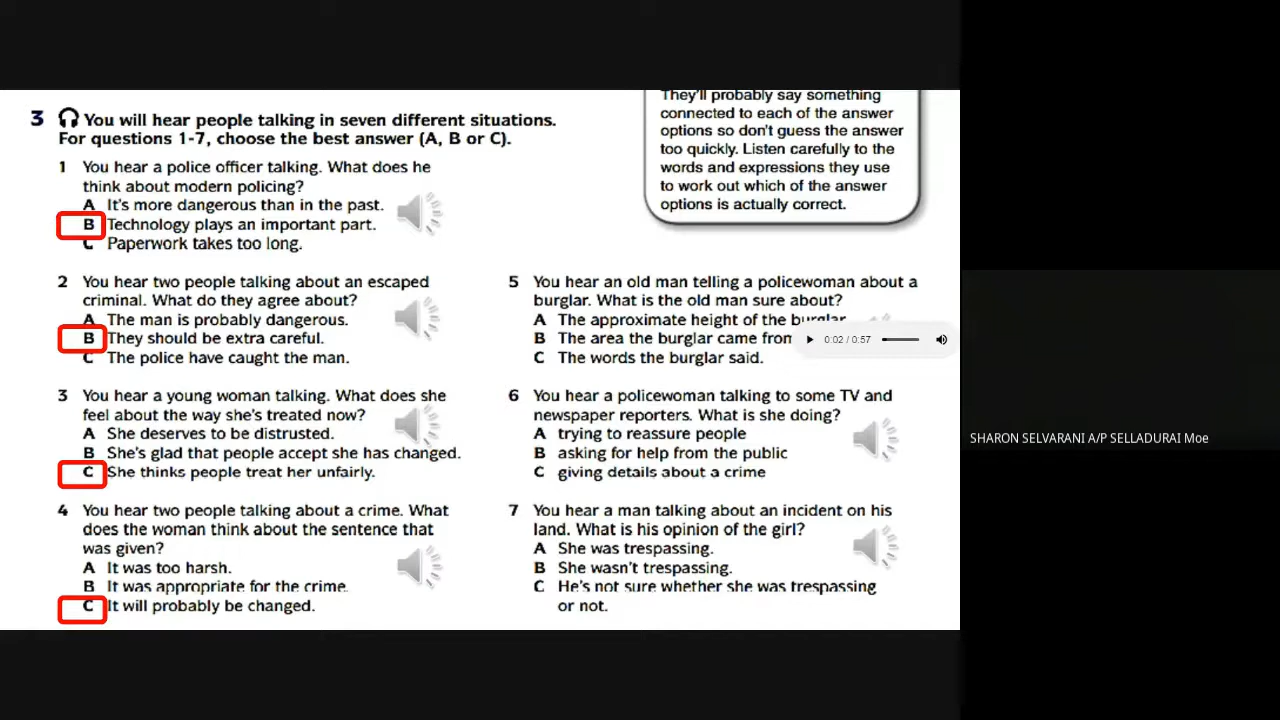 They'll probably say something
connected to each of the answer
options so don't guess the answer
too quickly. Listen carefully to the
words and expressions they use
to work out which of the answer
options is actually correct.
3 You will hear people talking in seven different situations.
For questions 1-7, choose the best answer (A, B or C).
1 You hear a police officer talking. What does he
think about modern policing?
A It's more dangerous than in the past.
B Technology plays an important part.
C Paperwork takes too long.
2 You hear two people talking about an escaped
criminal. What do they agree about?
A The man is probably dangerous.
B They should be extra careful.
C The police have caught the man.
3 You hear a young woman talking. What does she
feel about the way she's treated now?
A She deserves to be distrusted.
B She's glad that people accept she has changed.
C She thinks people treat her unfairly.
4 You hear two people talking about a crime. What
does the woman think about the sentence that
was given?
A It was too harsh.
B It was appropriate for the crime.
C It will probably be changed.
5 You hear an old man telling a policewoman about a
burglar. What is the old man sure about?
A The approximate height of the burglar
B The area the burglar came from
C The words the burglar said.
0:02 / 0:57
6 You hear a policewoman talking to some TV and
newspaper reporters. What is she doing?
A trying to reassure people
B asking for help from the public
C giving details about a crime
7 You hear a man talking about an incident on his
land. What is his opinion of the girl?
A She was trespassing.
B She wasn't trespassing.
C He's not sure whether she was trespassing
or not.
SHARON SELVARANI A/P SELLADURAI Moe